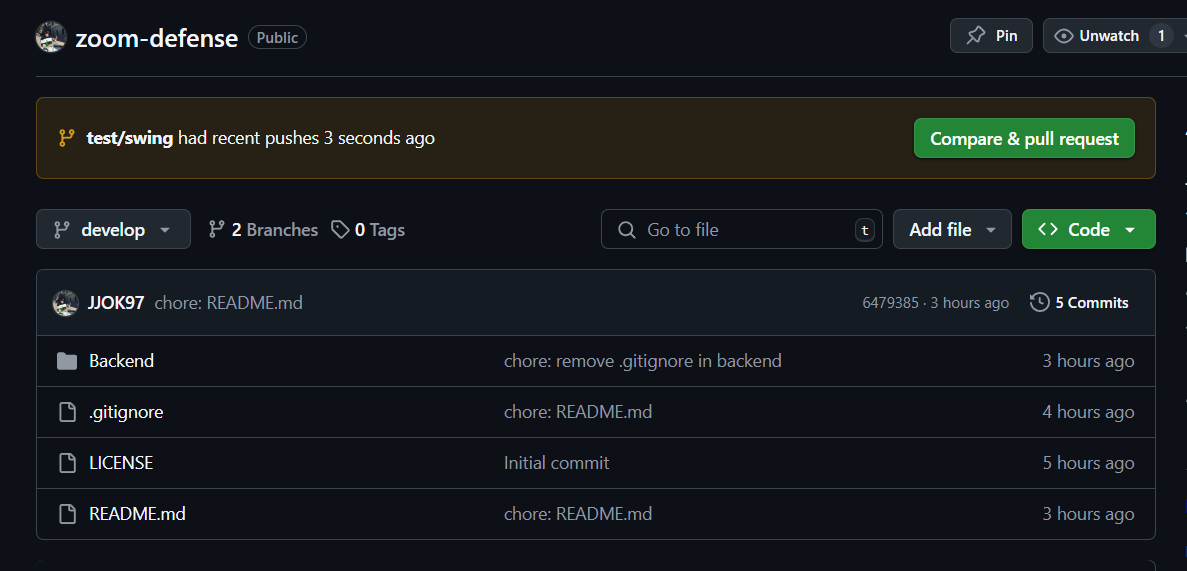 zoom-defense Public Pin Unwatch 1
test/swing had recent pushes 3 seconds ago Compare & pull request
develop 2 Branches 0 Tags Go to file t Add file Code
JJOK97 chore: README.md 6479385 · 3 hours ago 5 Commits
Backend chore: remove .gitignore in backend 3 hours ago
.gitignore chore: README.md 4 hours ago
LICENSE Initial commit 5 hours ago
README.md chore: README.md 3 hours ago